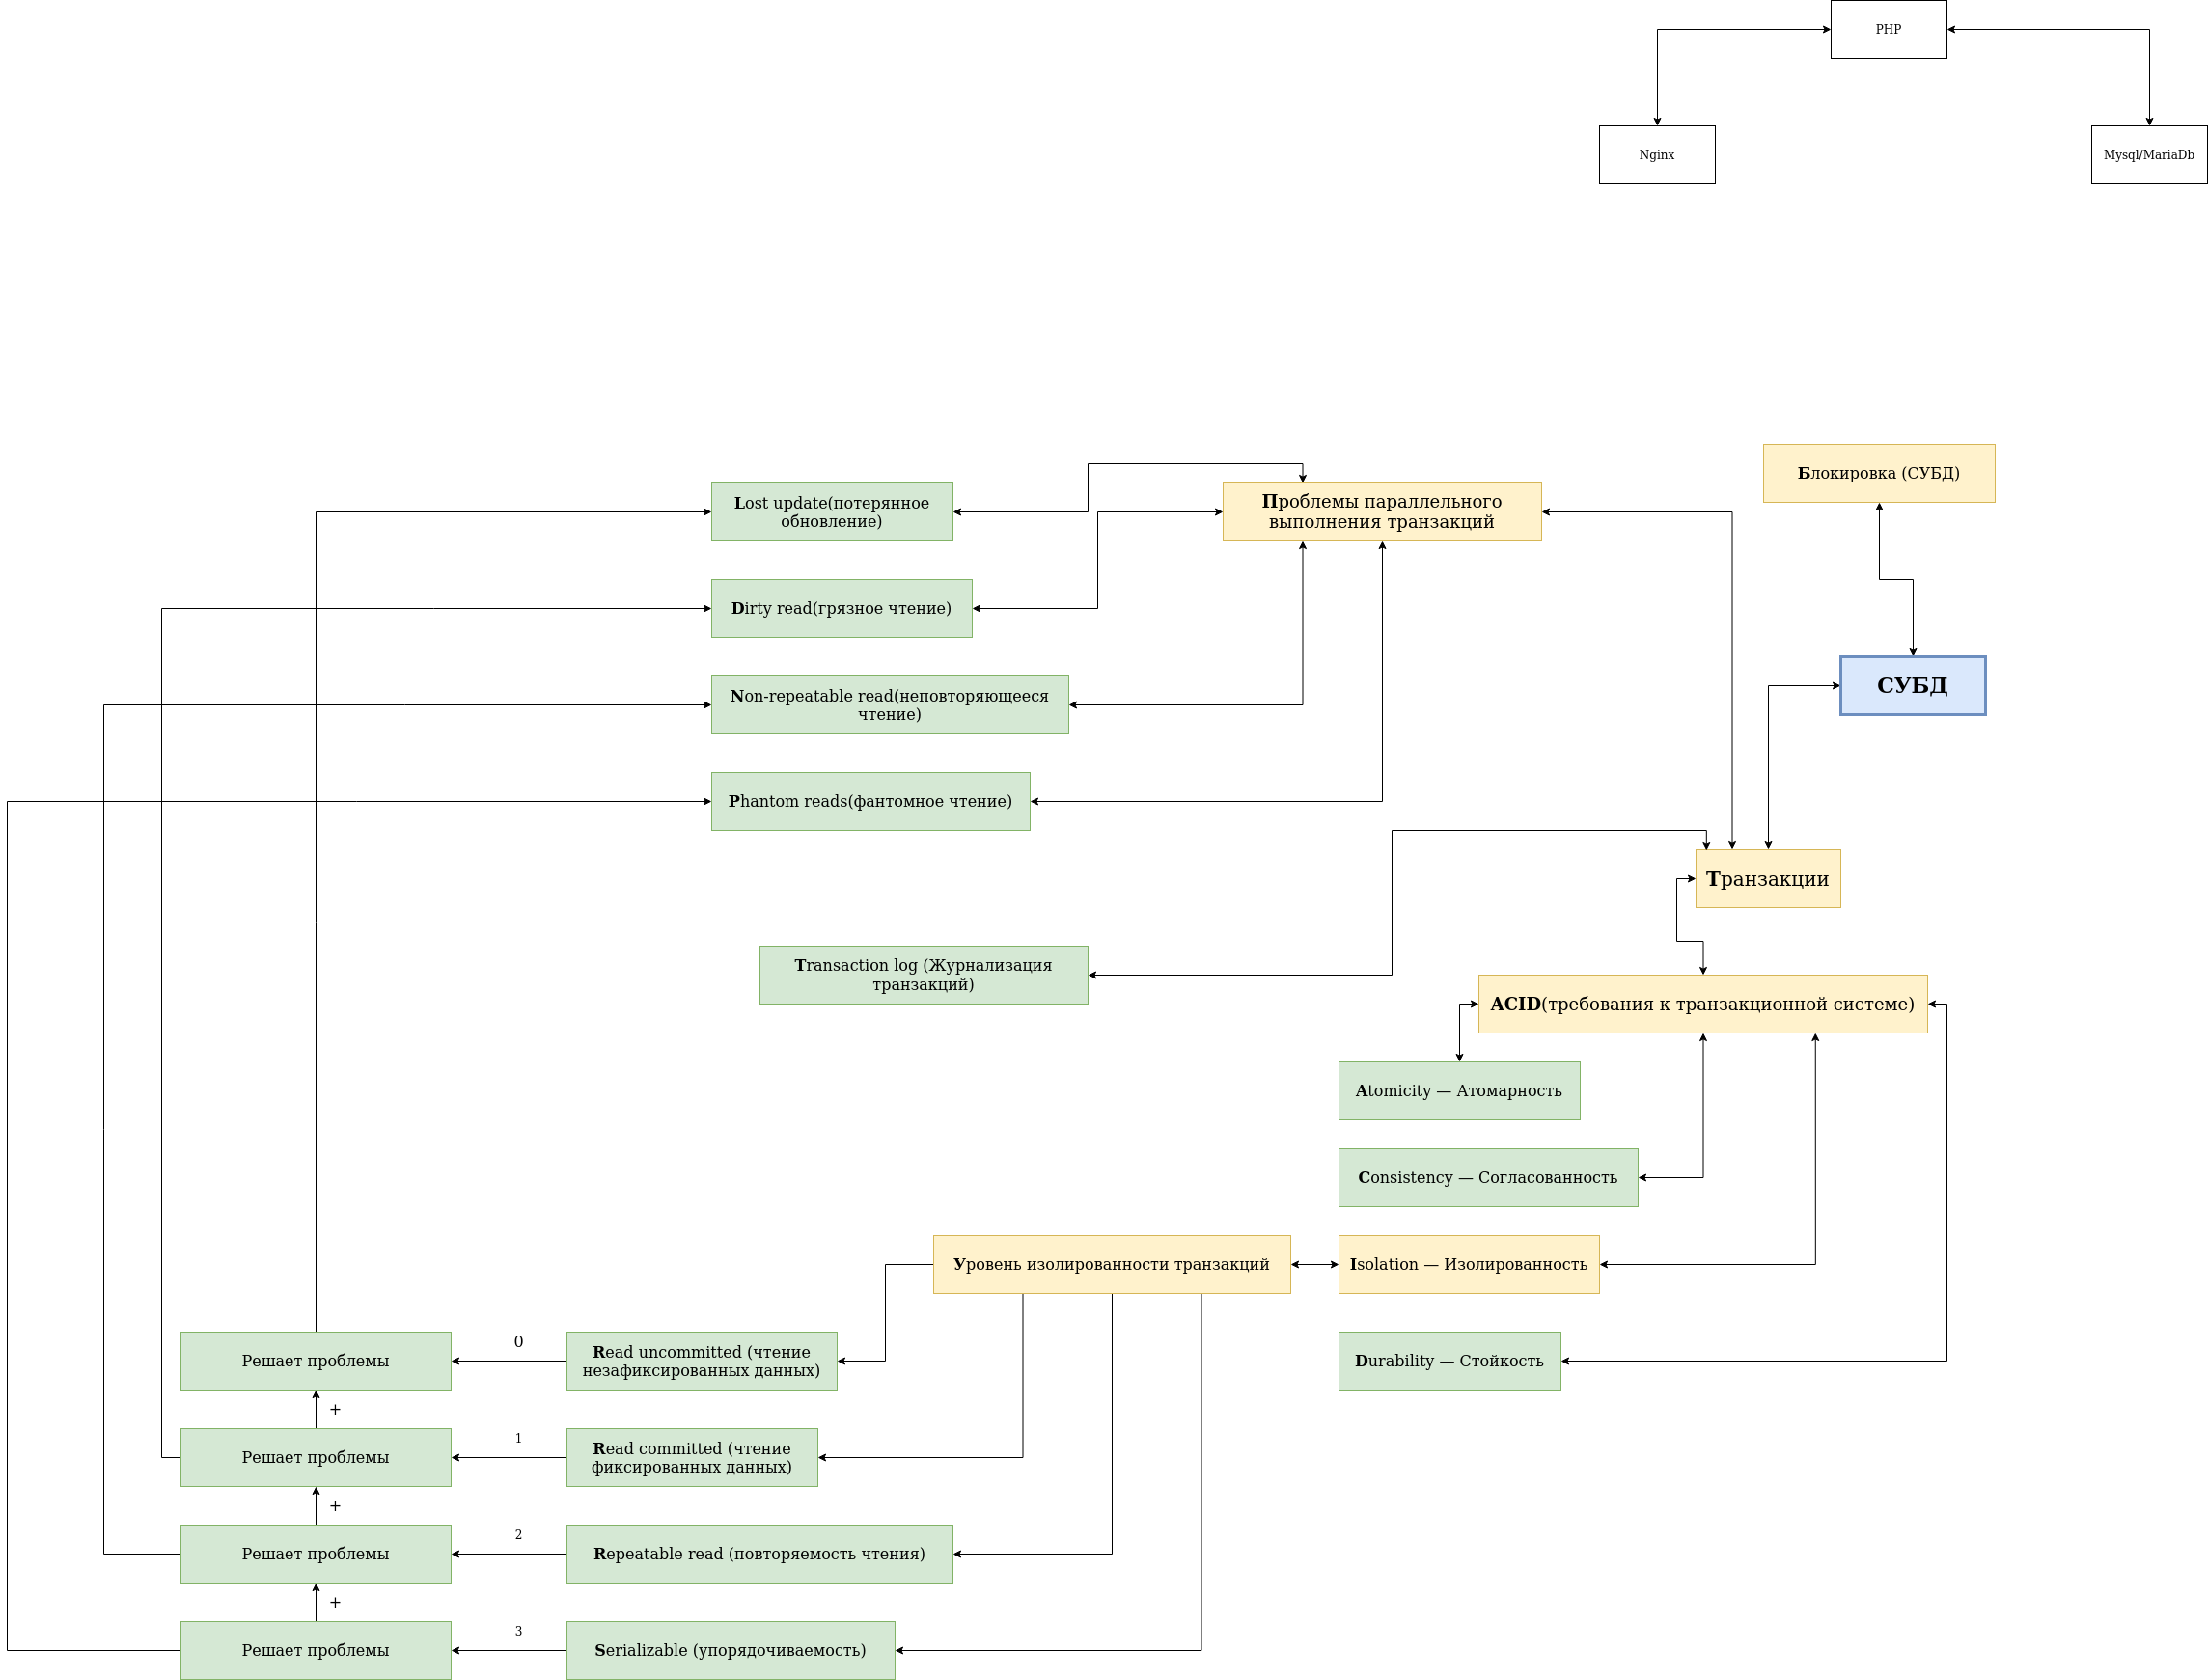 PHP
Nginx
Mysql/MariaDb
Блокировка (СУБД)
Lost update(потерянное
обновление)
Проблемы параллельного
выполнения транзакций
Dirty read(грязное чтение)
Non-repeatable read(неповторяющееся
чтение)
СУБД
Phantom reads(фантомное чтение)
Транзакции
Transaction log (Журнализация
транзакций)
ACID(требования к транзакционной системе)
Atomicity — Атомарность
Consistency — Согласованность
Уровень изолированности транзакций
Isolation — Изолированность
Решает проблемы
0
Read uncommitted (чтение
незафиксированных данных)
Durability — Стойкость
+
Решает проблемы
1
Read committed (чтение
фиксированных данных)
+
Решает проблемы
2
Repeatable read (повторяемость чтения)
+
Решает проблемы
3
Serializable (упорядочиваемость)